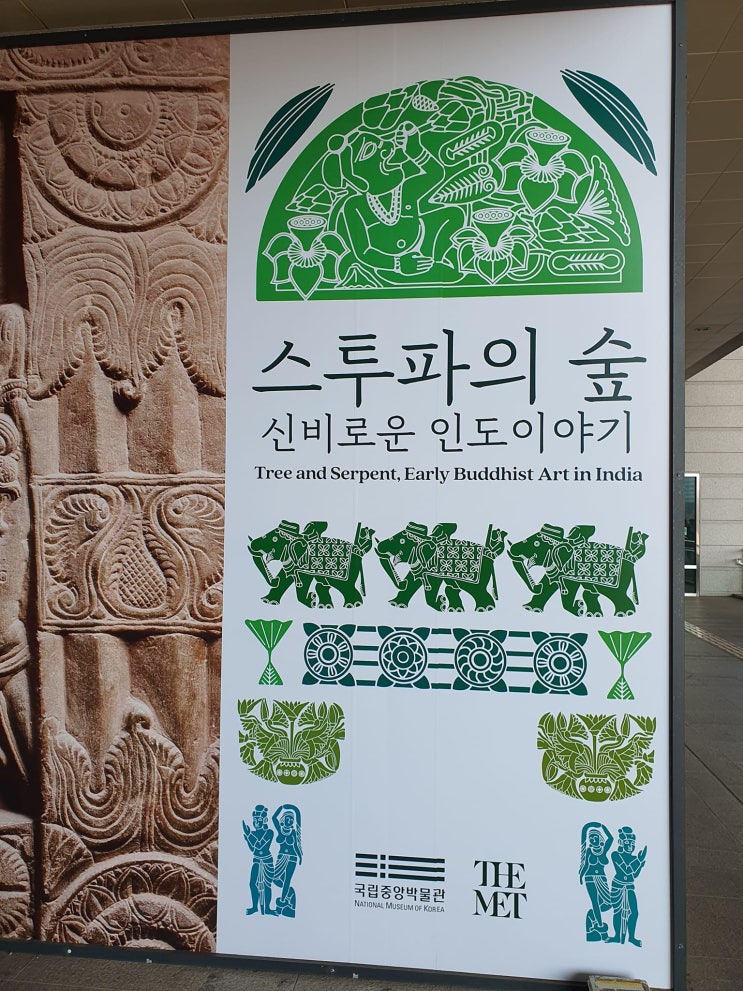 스투파의 숲
신비로운 인도이야기
Tree and Serpent, Early Buddhist Art in India
국립중앙박물관
NATIONAL MUSEUM OF KOREA
THE
MET